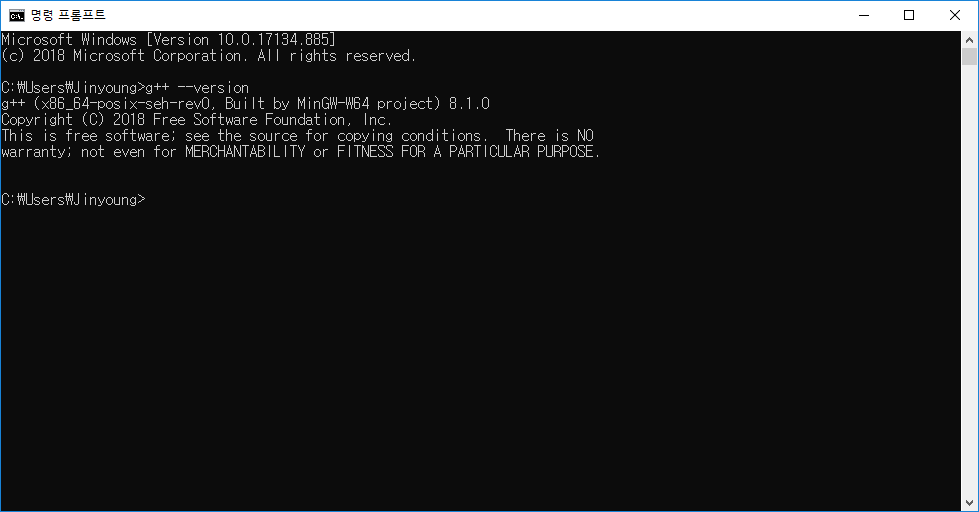 명령 프롬프트
Microsoft Windows [Version 10.0.17134.885]
(c) 2018 Microsoft Corporation. All rights reserved.
C:₩Users₩Jinyoung>g++ --version
g++ (x86_64-posix-seh-rev0, Built by MinGW-W64 project) 8.1.0
Copyright (C) 2018 Free Software Foundation, Inc.
This is free software; see the source for copying conditions.  There is NO
warranty; not even for MERCHANTABILITY or FITNESS FOR A PARTICULAR PURPOSE.
C:₩Users₩Jinyoung>